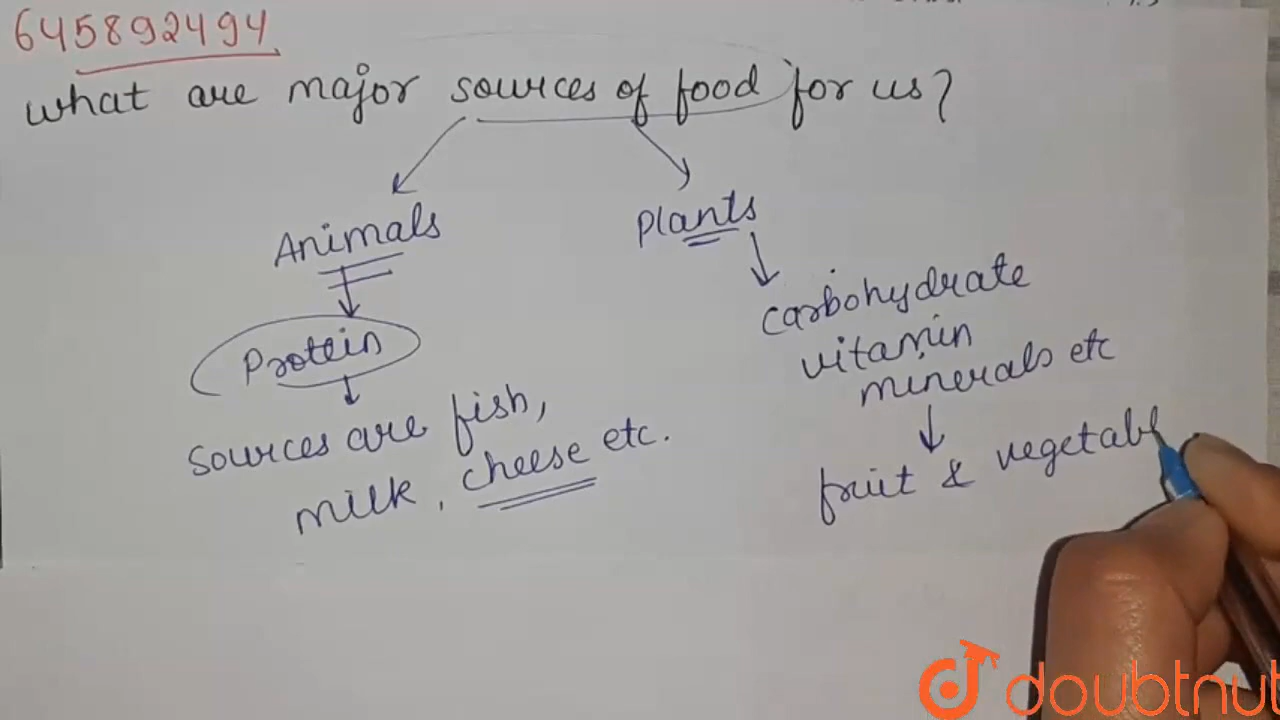 645892494
what are major sources of food for us?
Animals
Plants
Protein
carbohydrate
vitamin
minerals etc
sources are fish,
milk, cheese etc.
fruit & vegetabl
doubtnut